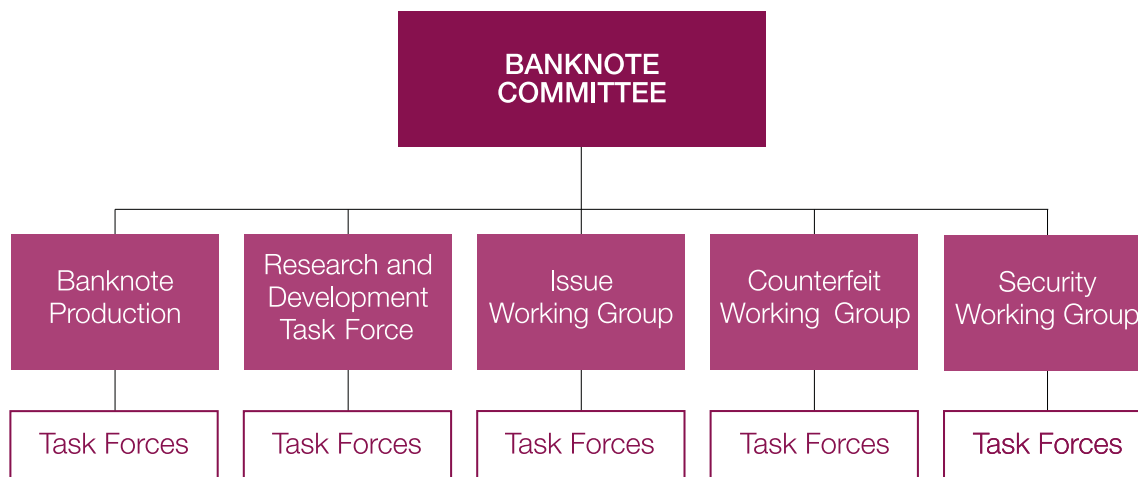 BANKNOTE
COMMITTEE
Banknote
Production
Research and
Development
Task Force
Issue
Working Group
Counterfeit
Working Group
Security
Working Group
Task Forces
Task Forces
Task Forces
Task Forces
Task Forces